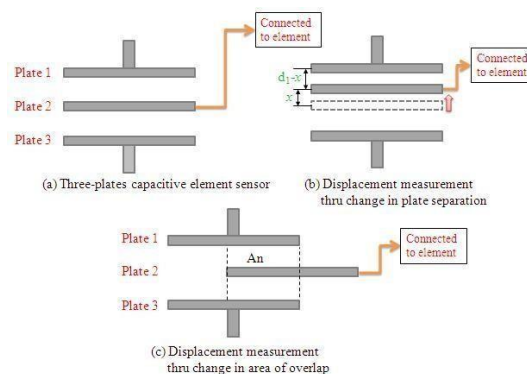 Connected
to element
Plate 1
Plate 2
Plate 3
(a) Three-plates capacitive element sensor
Connected
to element
d₁-x
x
(b) Displacement measurement
thru change in plate separation
Plate 1
Plate 2
Plate 3
An
Connected
to element
(c) Displacement measurement
thru change in area of overlap